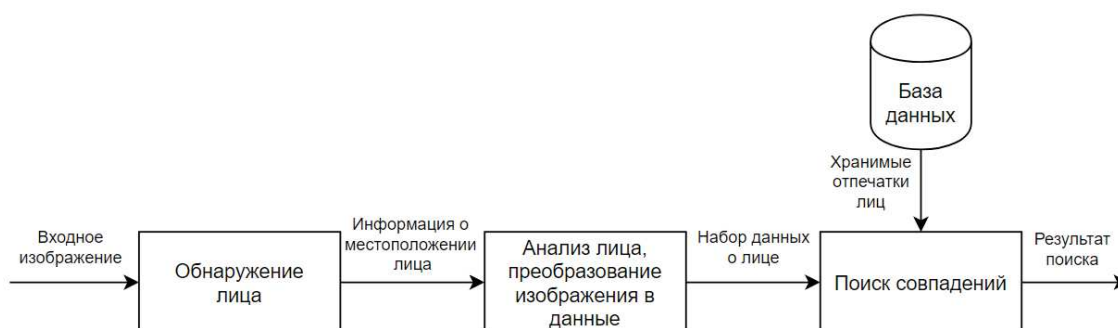 База
данных
Хранимые
отпечатки
лиц
Входное
изображение
Обнаружение
лица
Информация о
местоположении
лица
Анализ лица,
преобразование
изображения в
данные
Набор данных
о лице
Поиск совпадений
Результат
поиска